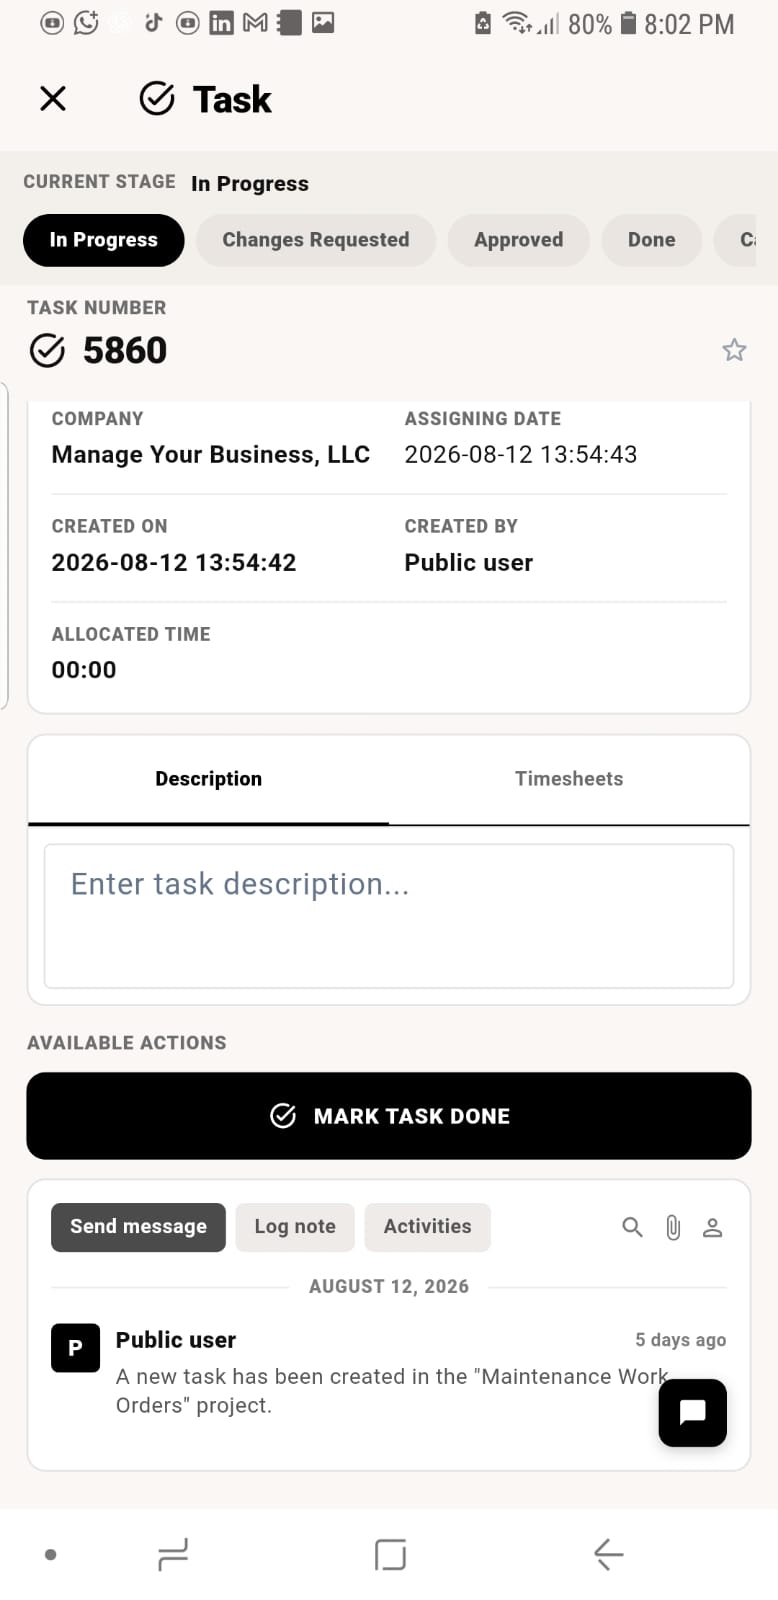 80% 8:02 PM
Task
CURRENT STAGE In Progress
In Progress Changes Requested Approved Done
TASK NUMBER
5860
COMPANY ASSIGNING DATE
Manage Your Business, LLC 2026-08-12 13:54:43
CREATED ON CREATED BY
2026-08-12 13:54:42 Public user
ALLOCATED TIME
00:00
Description Timesheets
Enter task description...
AVAILABLE ACTIONS
MARK TASK DONE
Send message Log note Activities
AUGUST 12, 2026
P Public user 5 days ago
A new task has been created in the "Maintenance Work
Orders" project.